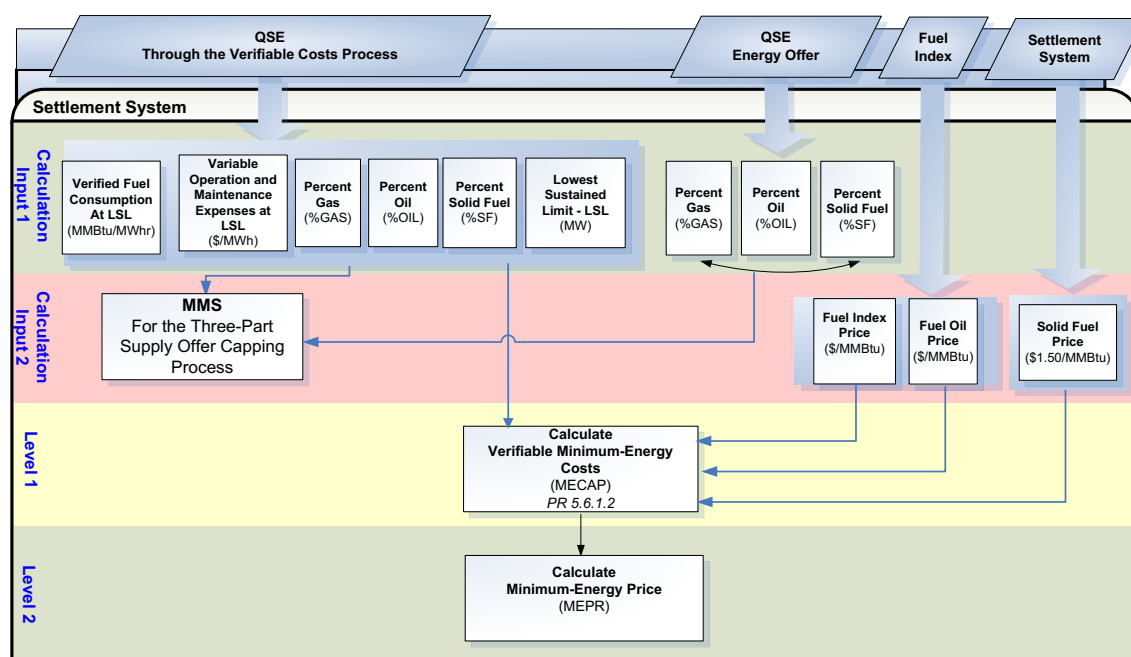 QSE
Through the Verifiable Costs Process
QSE
Energy Offer
Fuel
Index
Settlement
System
Settlement System
Calculation
Input 1
Verified Fuel
Consumption
At LSL
(MMBtu/MWhr)
Variable
Operation and
Maintenance
Expenses at
LSL
($/MWh)
Percent
Gas
(%GAS)
Percent
Oil
(%OIL)
Percent
Solid Fuel
(%SF)
Lowest
Sustained
Limit - LSL
(MW)
Percent
Gas
(%GAS)
Percent
Oil
(%OIL)
Percent
Solid Fuel
(%SF)
Calculation
Input 2
MMS
For the Three-Part
Supply Offer Capping
Process
Fuel Index
Price
($/MMBtu)
Fuel Oil
Price
($/MMBtu)
Solid Fuel
Price
($1.50/MMBtu)
Level 1
Calculate
Verifiable Minimum-Energy
Costs
(MECAP)
PR 5.6.1.2
Level 2
Calculate
Minimum-Energy Price
(MEPR)